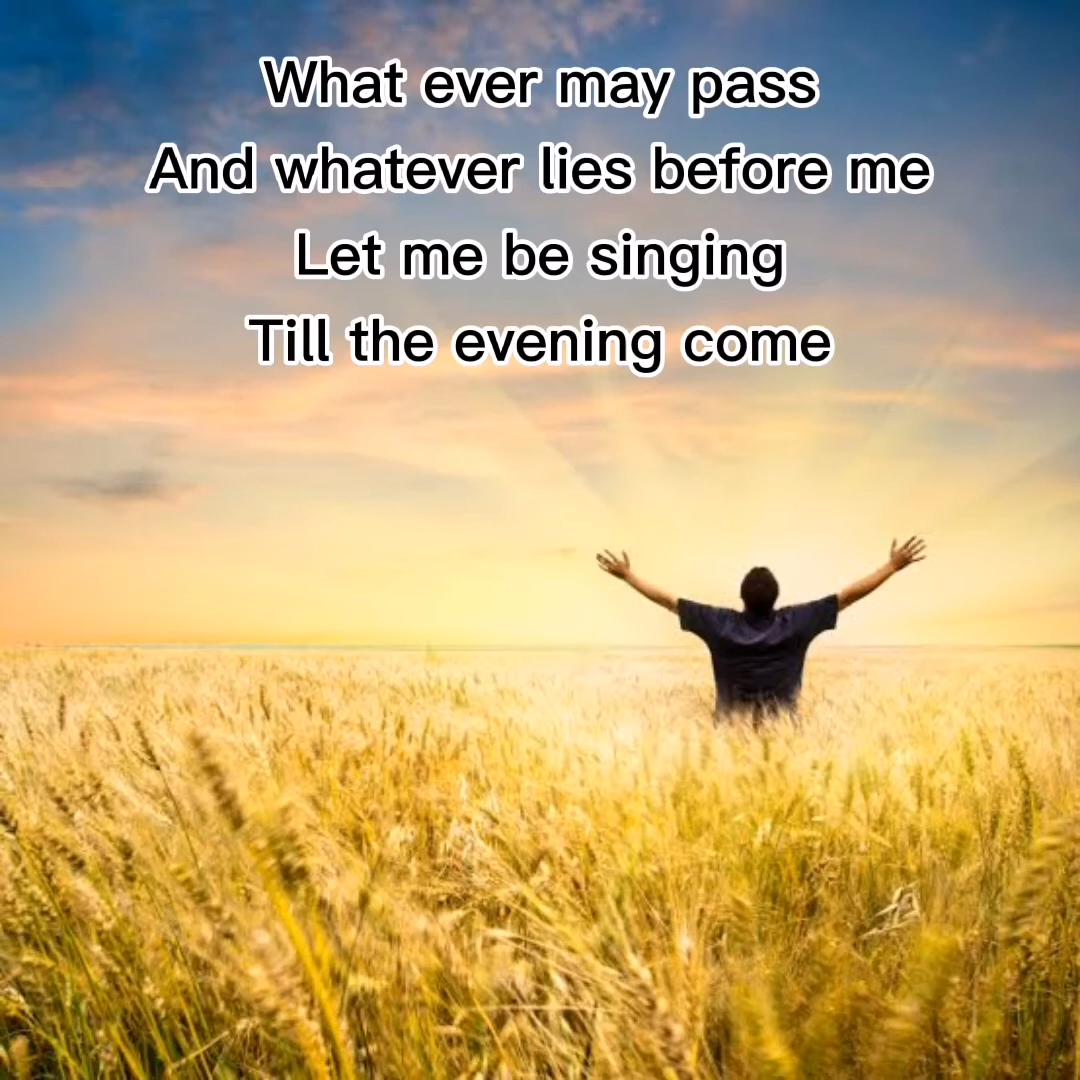 What ever may pass
And whatever lies before me
Let me be singing
Till the evening come